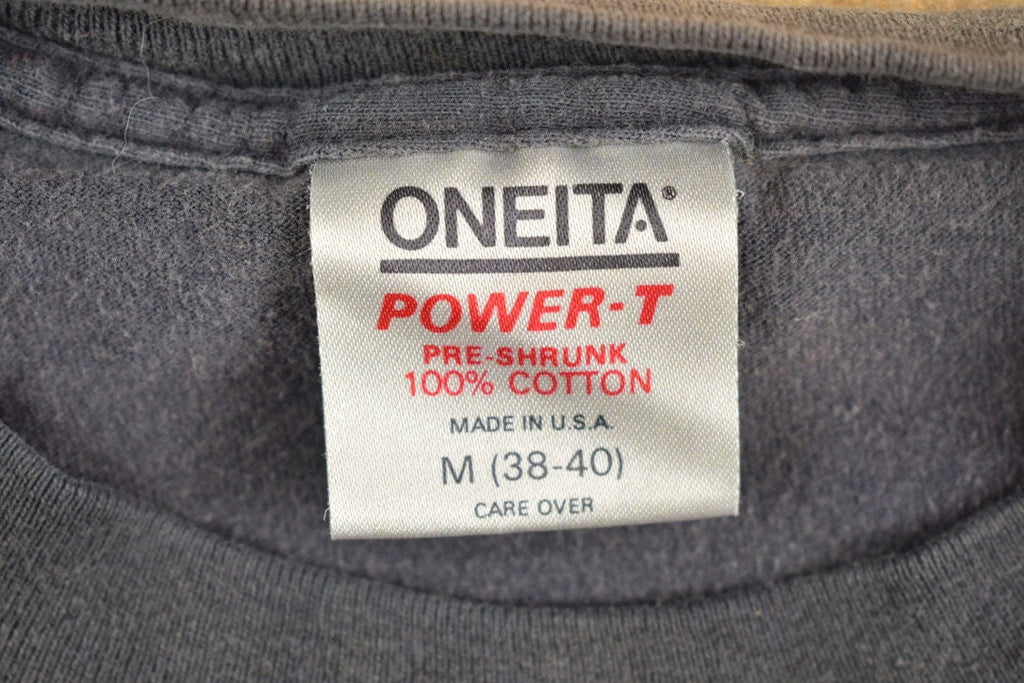 ONEITA®
POWER-T
PRE-SHRUNK
100% COTTON
MADE IN U.S.A.
M (38-40)
CARE OVER